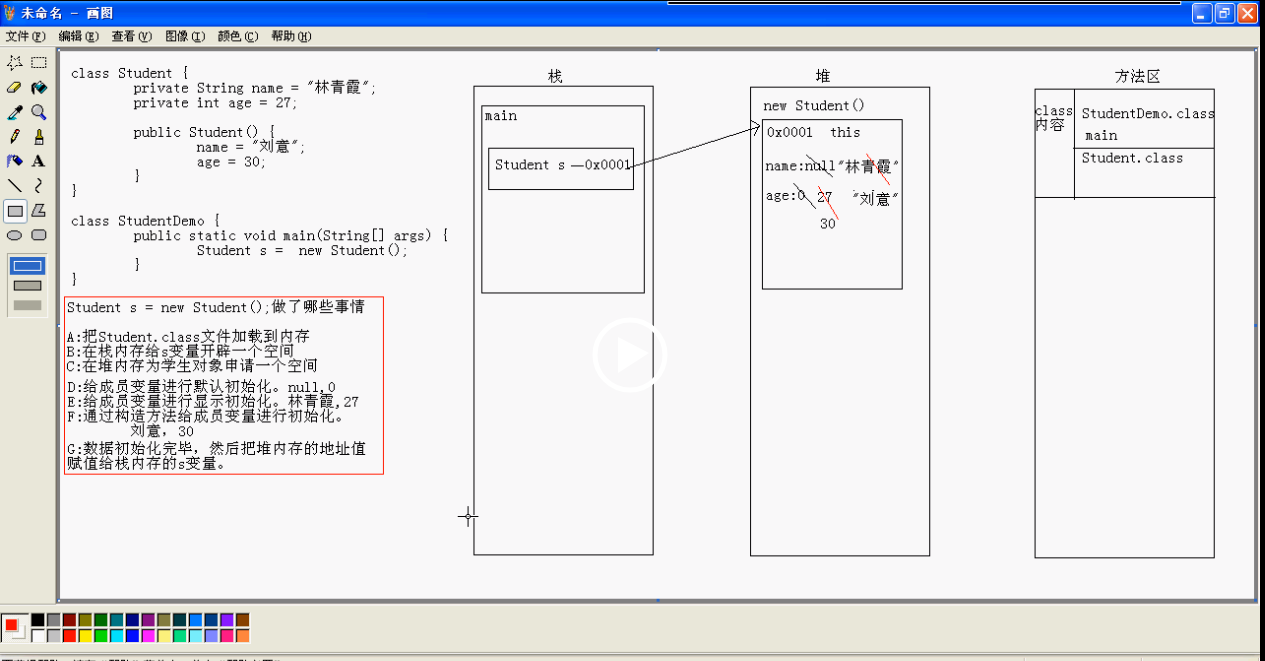 未命名 - 画图
文件(F) 编辑(E) 查看(V) 图像(I) 颜色(C) 帮助(H)
class Student {
private String name = "林青霞";
private int age = 27;
public Student() {
name = "刘意";
age = 30;
}
}
class StudentDemo {
public static void main(String[] args) {
Student s = new Student();
}
}
Student s = new Student();做了哪些事情
A:把Student.class文件加载到内存
B:在栈内存给s变量开辟一个空间
C:在堆内存为学生对象申请一个空间
D:给成员变量进行默认初始化。null,0
E:给成员变量进行显示初始化。林青霞,27
F:通过构造方法给成员变量进行初始化。
刘意，30
G:数据初始化完毕，然后把堆内存的地址值
赋值给栈内存的s变量。
栈
main
Student s —0x0001
堆
new Student()
0x0001 this
name:null"林青霞"
age:0 27 "刘意"
30
方法区
class
内容
StudentDemo.class
main
Student.class